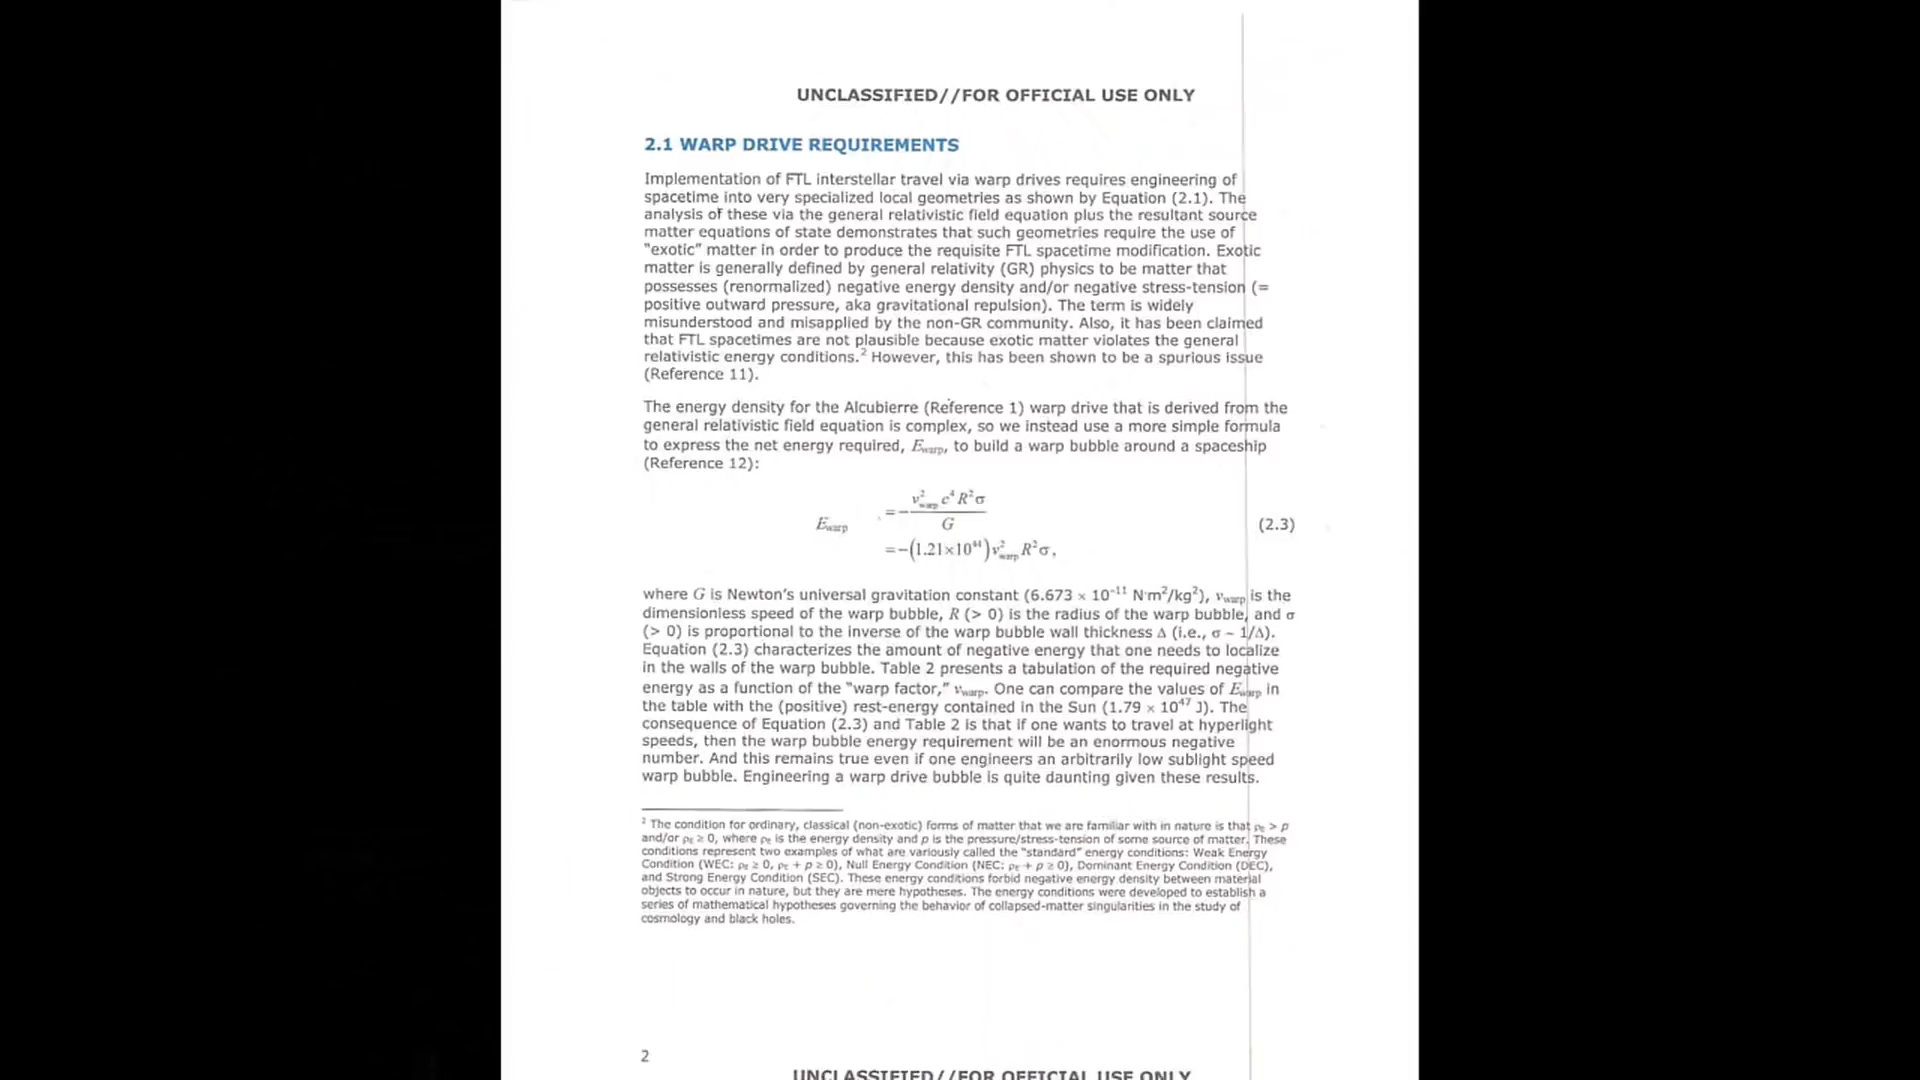 UNCLASSIFIED//FOR OFFICIAL USE ONLY
2.1 WARP DRIVE REQUIREMENTS
Implementation of FTL interstellar travel via warp drives requires engineering of
spacetime into very specialized local geometries as shown by Equation (2.1). The
analysis of these via the general relativistic field equation plus the resultant source
matter equations of state demonstrates that such geometries require the use of
"exotic" matter in order to produce the requisite FTL spacetime modification. Exotic
matter is generally defined by general relativity (GR) physics to be matter that
possesses (renormalized) negative energy density and/or negative stress-tension (=
positive outward pressure, aka gravitational repulsion). The term is widely
misunderstood and misapplied by the non-GR community. Also, it has been claimed
that FTL spacetimes are not plausible because exotic matter violates the general
relativistic energy conditions.² However, this has been shown to be a spurious issue
(Reference 11).
The energy density for the Alcubierre (Reference 1) warp drive that is derived from the
general relativistic field equation is complex, so we instead use a more simple formula
to express the net energy required, E_warp, to build a warp bubble around a spaceship
(Reference 12):
E_warp = − v²_warp c⁴ R² σ / G (2.3)
= −(1.21×10⁴⁴) v²_warp R² σ,
where G is Newton's universal gravitation constant (6.673 × 10⁻¹¹ N·m²/kg²), v_warp is the
dimensionless speed of the warp bubble, R (> 0) is the radius of the warp bubble, and σ
(> 0) is proportional to the inverse of the warp bubble wall thickness Δ (i.e., σ ~ 1/Δ).
Equation (2.3) characterizes the amount of negative energy that one needs to localize
in the walls of the warp bubble. Table 2 presents a tabulation of the required negative
energy as a function of the "warp factor," v_warp. One can compare the values of E_warp in
the table with the (positive) rest-energy contained in the Sun (1.79 × 10⁴⁷ J). The
consequence of Equation (2.3) and Table 2 is that if one wants to travel at hyperlight
speeds, then the warp bubble energy requirement will be an enormous negative
number. And this remains true even if one engineers an arbitrarily low sublight speed
warp bubble. Engineering a warp drive bubble is quite daunting given these results.
² The condition for ordinary, classical (non-exotic) forms of matter that we are familiar with in nature is that ρ_E > p
and/or ρ_E ≥ 0, where ρ_E is the energy density and p is the pressure/stress-tension of some source of matter. These
conditions represent two examples of what are variously called the "standard" energy conditions: Weak Energy
Condition (WEC: ρ_E ≥ 0, ρ_E + p ≥ 0), Null Energy Condition (NEC: ρ_E + p ≥ 0), Dominant Energy Condition (DEC),
and Strong Energy Condition (SEC). These energy conditions forbid negative energy density between material
objects to occur in nature, but they are mere hypotheses. The energy conditions were developed to establish a
series of mathematical hypotheses governing the behavior of collapsed-matter singularities in the study of
cosmology and black holes.
2
UNCLASSIFIED//FOR OFFICIAL USE ONLY